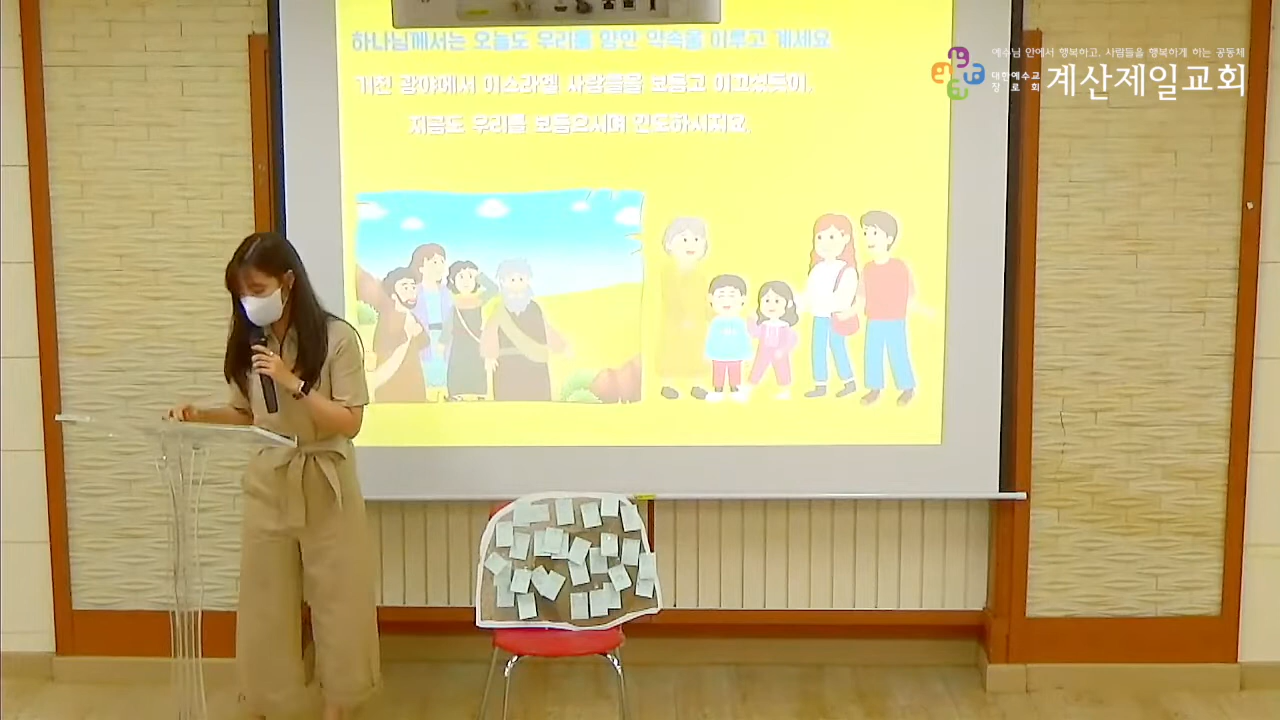 하나님께서는 오늘도 우리를 향한 약속을 이루고 계세요.
거친 광야에서 이스라엘 사람들을 보듬고 이끄셨듯이,
지금도 우리를 보듬으시며 인도하시지요.
예수님 안에서 행복하고, 사람들을 행복하게 하는 공동체
대한예수교
장로회
계산제일교회